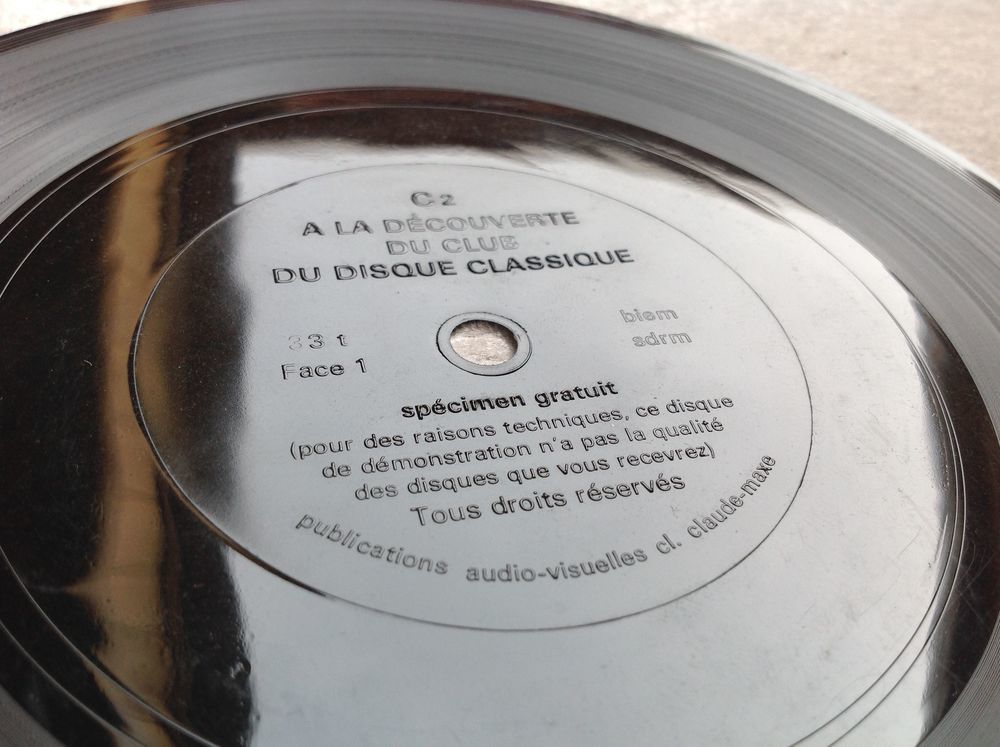 C2
A LA DÉCOUVERTE
DU CLUB
DU DISQUE CLASSIQUE
33 t
Face 1
biem
sdrm
spécimen gratuit
(pour des raisons techniques, ce disque
de démonstration n'a pas la qualité
des disques que vous recevrez)
Tous droits réservés
publications audio-visuelles cl. claude-maxe